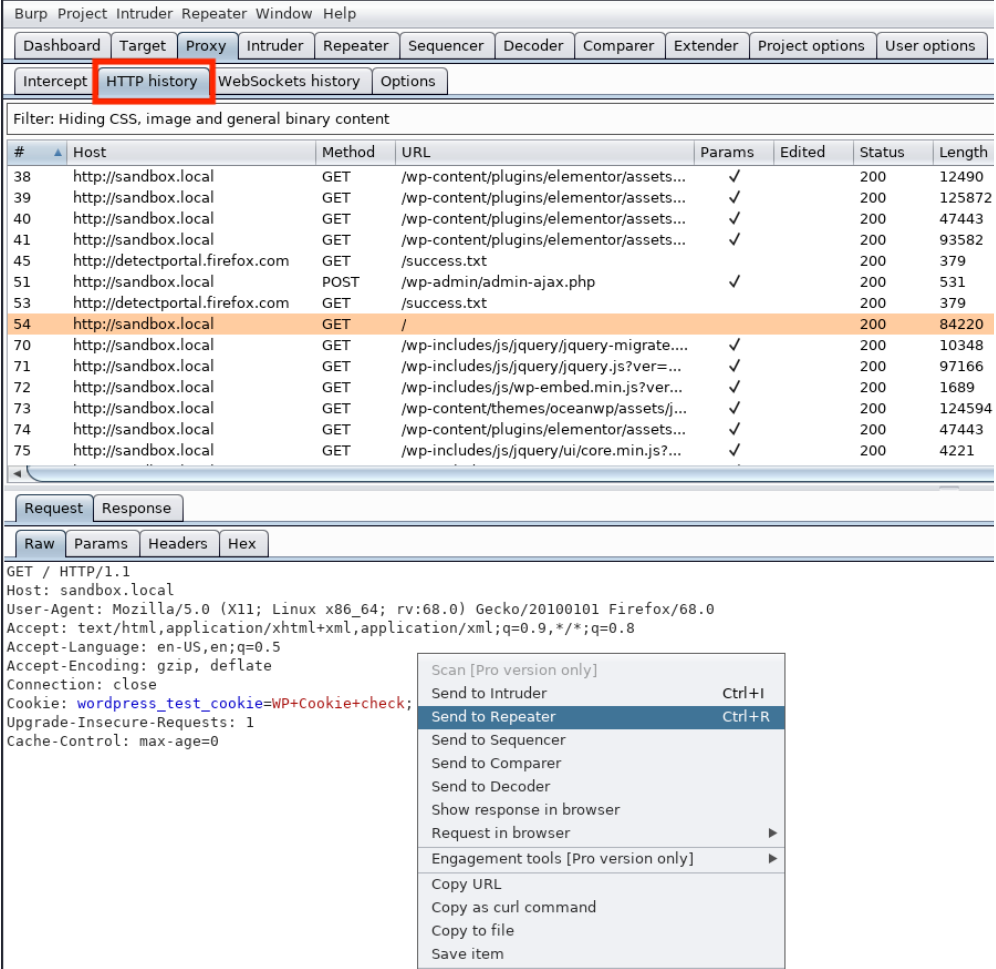 Burp Project Intruder Repeater Window Help
Dashboard Target Proxy Intruder Repeater Sequencer Decoder Comparer Extender Project options User options
Intercept HTTP history WebSockets history Options
Filter: Hiding CSS, image and general binary content
# Host Method URL Params Edited Status Length
38 http://sandbox.local GET /wp-content/plugins/elementor/assets... ✓ 200 12490
39 http://sandbox.local GET /wp-content/plugins/elementor/assets... ✓ 200 125872
40 http://sandbox.local GET /wp-content/plugins/elementor/assets... ✓ 200 47443
41 http://sandbox.local GET /wp-content/plugins/elementor/assets... ✓ 200 93582
45 http://detectportal.firefox.com GET /success.txt 200 379
51 http://sandbox.local POST /wp-admin/admin-ajax.php ✓ 200 531
53 http://detectportal.firefox.com GET /success.txt 200 379
54 http://sandbox.local GET / 200 84220
70 http://sandbox.local GET /wp-includes/js/jquery/jquery-migrate.... ✓ 200 10348
71 http://sandbox.local GET /wp-includes/js/jquery/jquery.js?ver=... ✓ 200 97166
72 http://sandbox.local GET /wp-includes/js/wp-embed.min.js?ver... ✓ 200 1689
73 http://sandbox.local GET /wp-content/themes/oceanwp/assets/j... ✓ 200 124594
74 http://sandbox.local GET /wp-content/plugins/elementor/assets... ✓ 200 47443
75 http://sandbox.local GET /wp-includes/js/jquery/ui/core.min.js?... ✓ 200 4221
Request Response
Raw Params Headers Hex
GET / HTTP/1.1
Host: sandbox.local
User-Agent: Mozilla/5.0 (X11; Linux x86_64; rv:68.0) Gecko/20100101 Firefox/68.0
Accept: text/html,application/xhtml+xml,application/xml;q=0.9,*/*;q=0.8
Accept-Language: en-US,en;q=0.5
Accept-Encoding: gzip, deflate
Connection: close
Cookie: wordpress_test_cookie=WP+Cookie+check;
Upgrade-Insecure-Requests: 1
Cache-Control: max-age=0
Scan [Pro version only]
Send to Intruder Ctrl+I
Send to Repeater Ctrl+R
Send to Sequencer
Send to Comparer
Send to Decoder
Show response in browser
Request in browser
Engagement tools [Pro version only]
Copy URL
Copy as curl command
Copy to file
Save item